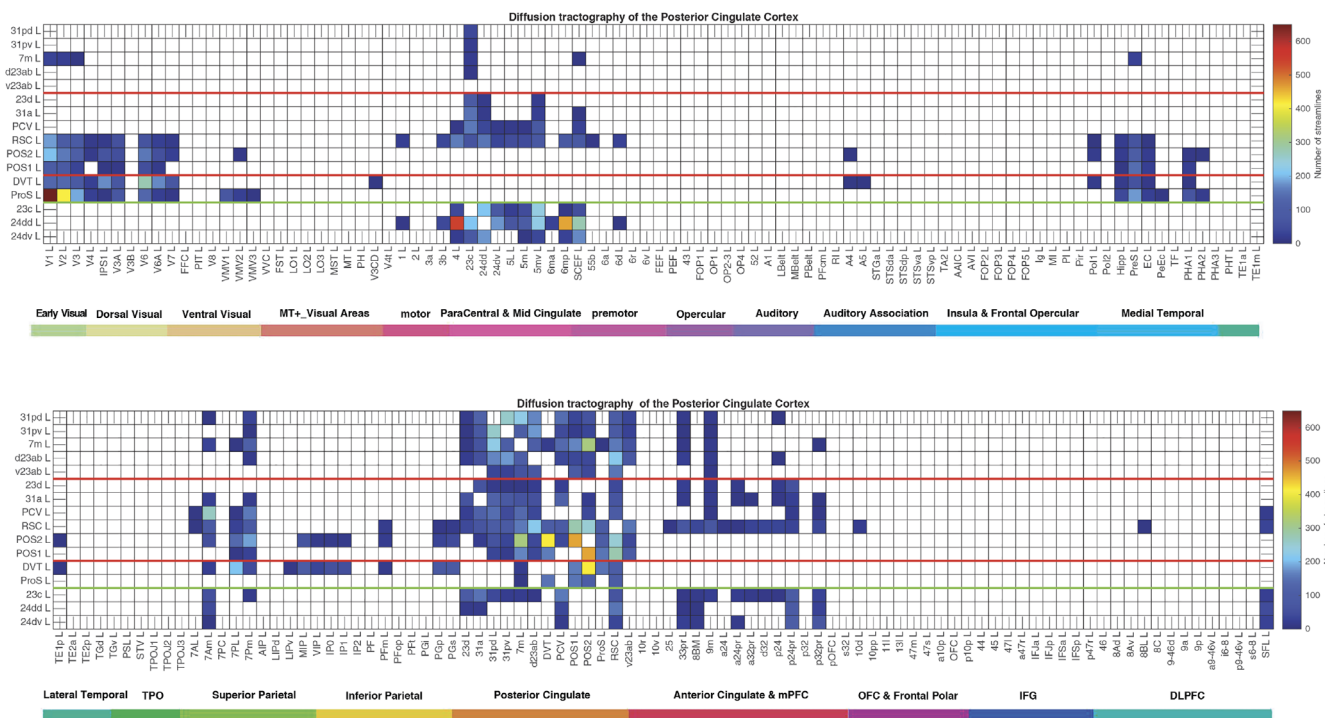 Diffusion tractography of the Posterior Cingulate Cortex
31pd L
31pv L
7m L
d23ab L
v23ab L
23d L
31a L
PCV L
RSC L
POS2 L
POS1 L
DVT L
ProS L
23c L
24dd L
24dv L
600
500
400
300
200
100
0
Number of streamlines
V1 L
V2 L
V3 L
V4 L
IPS1 L
V3A L
V3B L
V6 L
V6A L
V7 L
FFC L
PIT L
V8 L
VMV1 L
VMV2 L
VMV3 L
VVC L
FST L
LO1 L
LO2 L
LO3 L
MST L
MT L
PH L
V3CD L
V4t L
1 L
2 L
3a L
3b L
4 L
23c L
24dd L
24dv L
5L L
5m L
5mv L
6ma L
6mp L
SCEF L
55b L
6a L
6d L
6r L
6v L
FEF L
PEF L
43 L
FOP1 L
OP1 L
OP2-3 L
OP4 L
52 L
A1 L
LBelt L
MBelt L
PBelt L
PFcm L
RI L
A4 L
A5 L
STGa L
STSda L
STSdp L
STSva L
STSvp L
TA2 L
AAIC L
AVI L
FOP2 L
FOP3 L
FOP4 L
FOP5 L
Ig L
MI L
PI L
Pir L
PoI1 L
PoI2 L
Hipp L
PreS L
EC L
PeEc L
TF L
PHA1 L
PHA2 L
PHA3 L
PHT L
TE1a L
TE1m L
Early Visual
Dorsal Visual
Ventral Visual
MT+_Visual Areas
motor
ParaCentral & Mid Cingulate
premotor
Opercular
Auditory
Auditory Association
Insula & Frontal Opercular
Medial Temporal
Diffusion tractography of the Posterior Cingulate Cortex
31pd L
31pv L
7m L
d23ab L
v23ab L
23d L
31a L
PCV L
RSC L
POS2 L
POS1 L
DVT L
ProS L
23c L
24dd L
24dv L
600
500
400
300
200
100
0
TE1p L
TE2a L
TE2p L
TGd L
TGv L
PSL L
STV L
TPOJ1 L
TPOJ2 L
TPOJ3 L
7AL L
7Am L
7PC L
7PL L
7Pm L
AIP L
LIPd L
LIPv L
MIP L
VIP L
IP0 L
IP1 L
IP2 L
PF L
PFm L
PFop L
PFt L
PGi L
PGp L
PGs L
23d L
31a L
31pd L
31pv L
7m L
d23ab L
DVT L
PCV L
POS1 L
POS2 L
ProS L
RSC L
v23ab L
10r L
10v L
25 L
33pr L
8BM L
9m L
a24 L
a24pr L
a32pr L
d32 L
p24 L
p24pr L
p32 L
p32pr L
pOFC L
s32 L
10d L
10pp L
11l L
13l L
47m L
47s L
a10p L
OFC L
p10p L
44 L
45 L
47l L
a47r L
IFJa L
IFJp L
IFSa L
IFSp L
p47r L
46 L
8Ad L
8Av L
8BL L
8C L
9-46d L
9a L
9p L
a9-46v L
i6-8 L
p9-46v L
s6-8 L
SFL L
Lateral Temporal
TPO
Superior Parietal
Inferior Parietal
Posterior Cingulate
Anterior Cingulate & mPFC
OFC & Frontal Polar
IFG
DLPFC